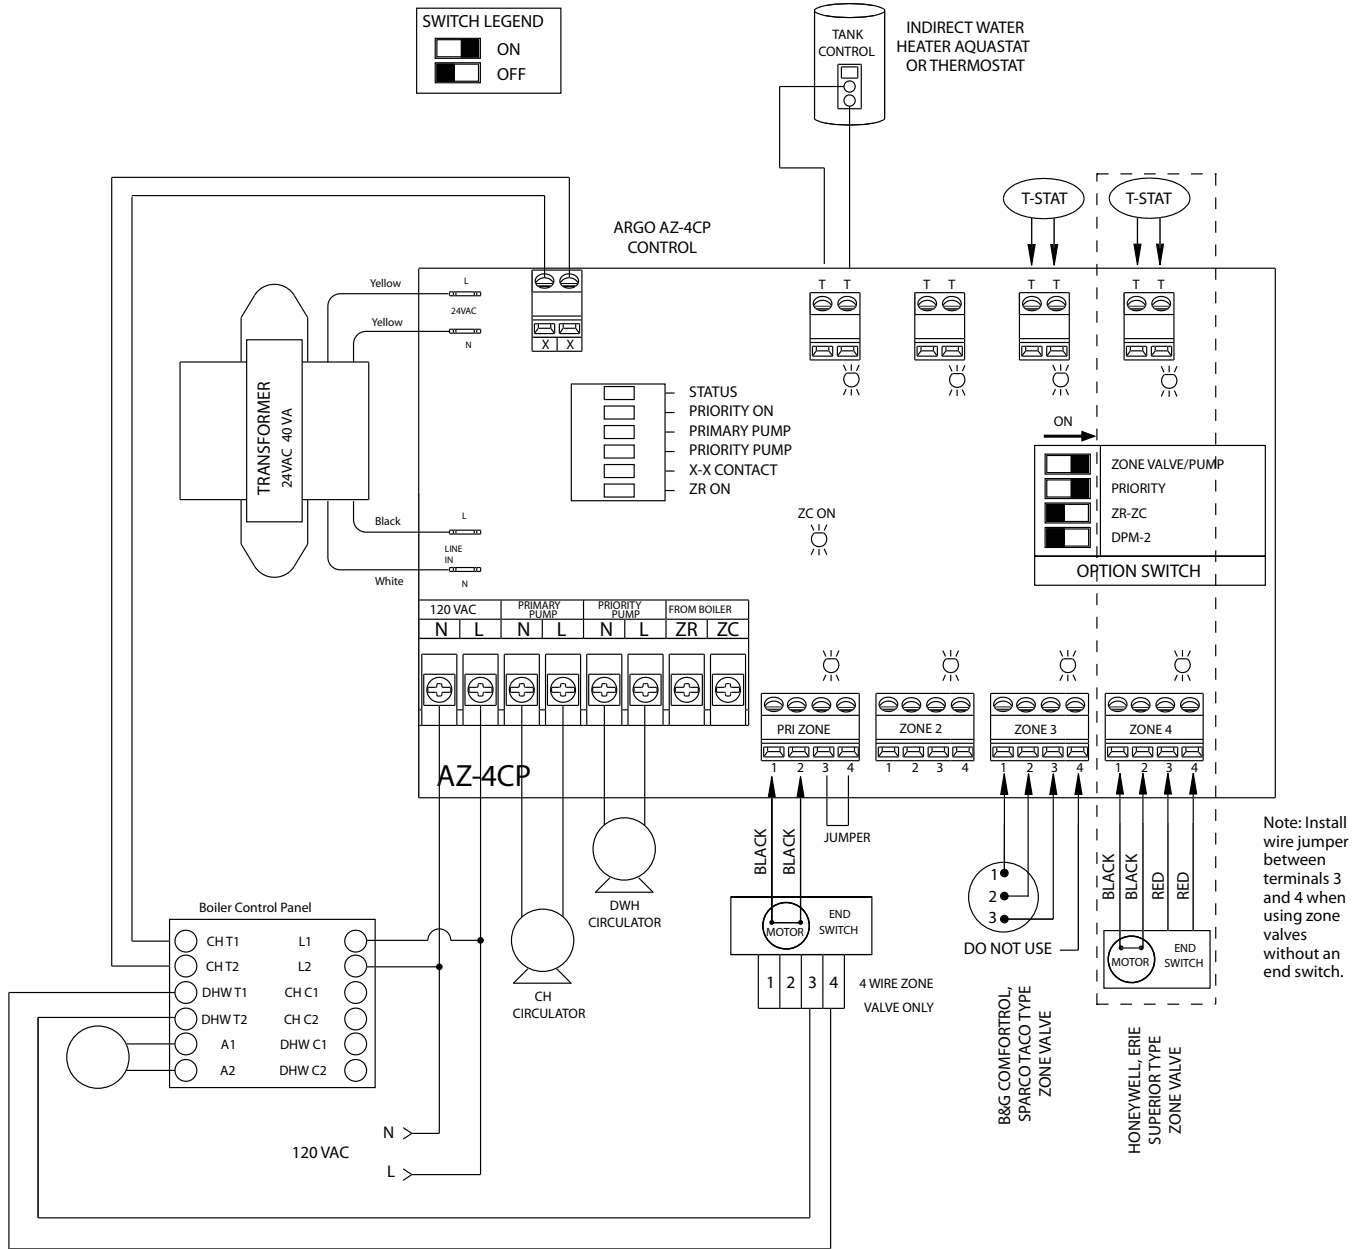 SWITCH LEGEND
ON
OFF
TANK
CONTROL
INDIRECT WATER
HEATER AQUASTAT
OR THERMOSTAT
T-STAT
T-STAT
ARGO AZ-4CP
CONTROL
Yellow
L
24VAC
Yellow
N
X X
T T
T T
T T
T T
TRANSFORMER
24VAC 40 VA
STATUS
PRIORITY ON
PRIMARY PUMP
PRIORITY PUMP
X-X CONTACT
ZR ON
ON
ZONE VALVE/PUMP
PRIORITY
ZR-ZC
DPM-2
OPTION SWITCH
ZC ON
Black
L
LINE
IN
White
N
120 VAC
PRIMARY
PUMP
PRIORITY
PUMP
FROM BOILER
N L N L N L ZR ZC
PRI ZONE
ZONE 2
ZONE 3
ZONE 4
1 2 3 4
1 2 3 4
1 2 3 4
1 2 3 4
AZ-4CP
JUMPER
BLACK
BLACK
DWH
CIRCULATOR
CH
CIRCULATOR
MOTOR
END
SWITCH
1 2 3 4
4 WIRE ZONE
VALVE ONLY
1
2
3
DO NOT USE
B&G COMFORTROL,
SPARCO TACO TYPE
ZONE VALVE
BLACK
BLACK
RED
RED
MOTOR
END
SWITCH
HONEYWELL, ERIE
SUPERIOR TYPE
ZONE VALVE
Note: Install
wire jumper
between
terminals 3
and 4 when
using zone
valves
without an
end switch.
Boiler Control Panel
CH T1 L1
CH T2 L2
DHW T1 CH C1
DHW T2 CH C2
A1 DHW C1
A2 DHW C2
N
120 VAC
L